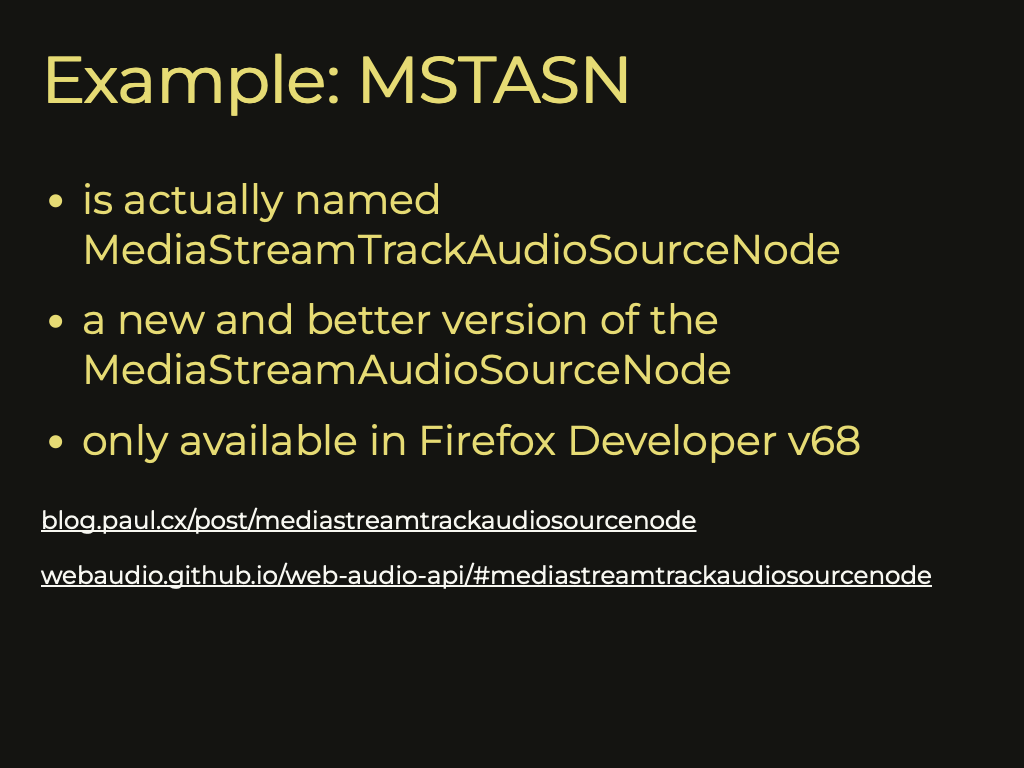 Example: MSTASN
• is actually named
MediaStreamTrackAudioSourceNode
• a new and better version of the
MediaStreamAudioSourceNode
• only available in Firefox Developer v68
blog.paul.cx/post/mediastreamtrackaudiosourcenode
webaudio.github.io/web-audio-api/#mediastreamtrackaudiosourcenode